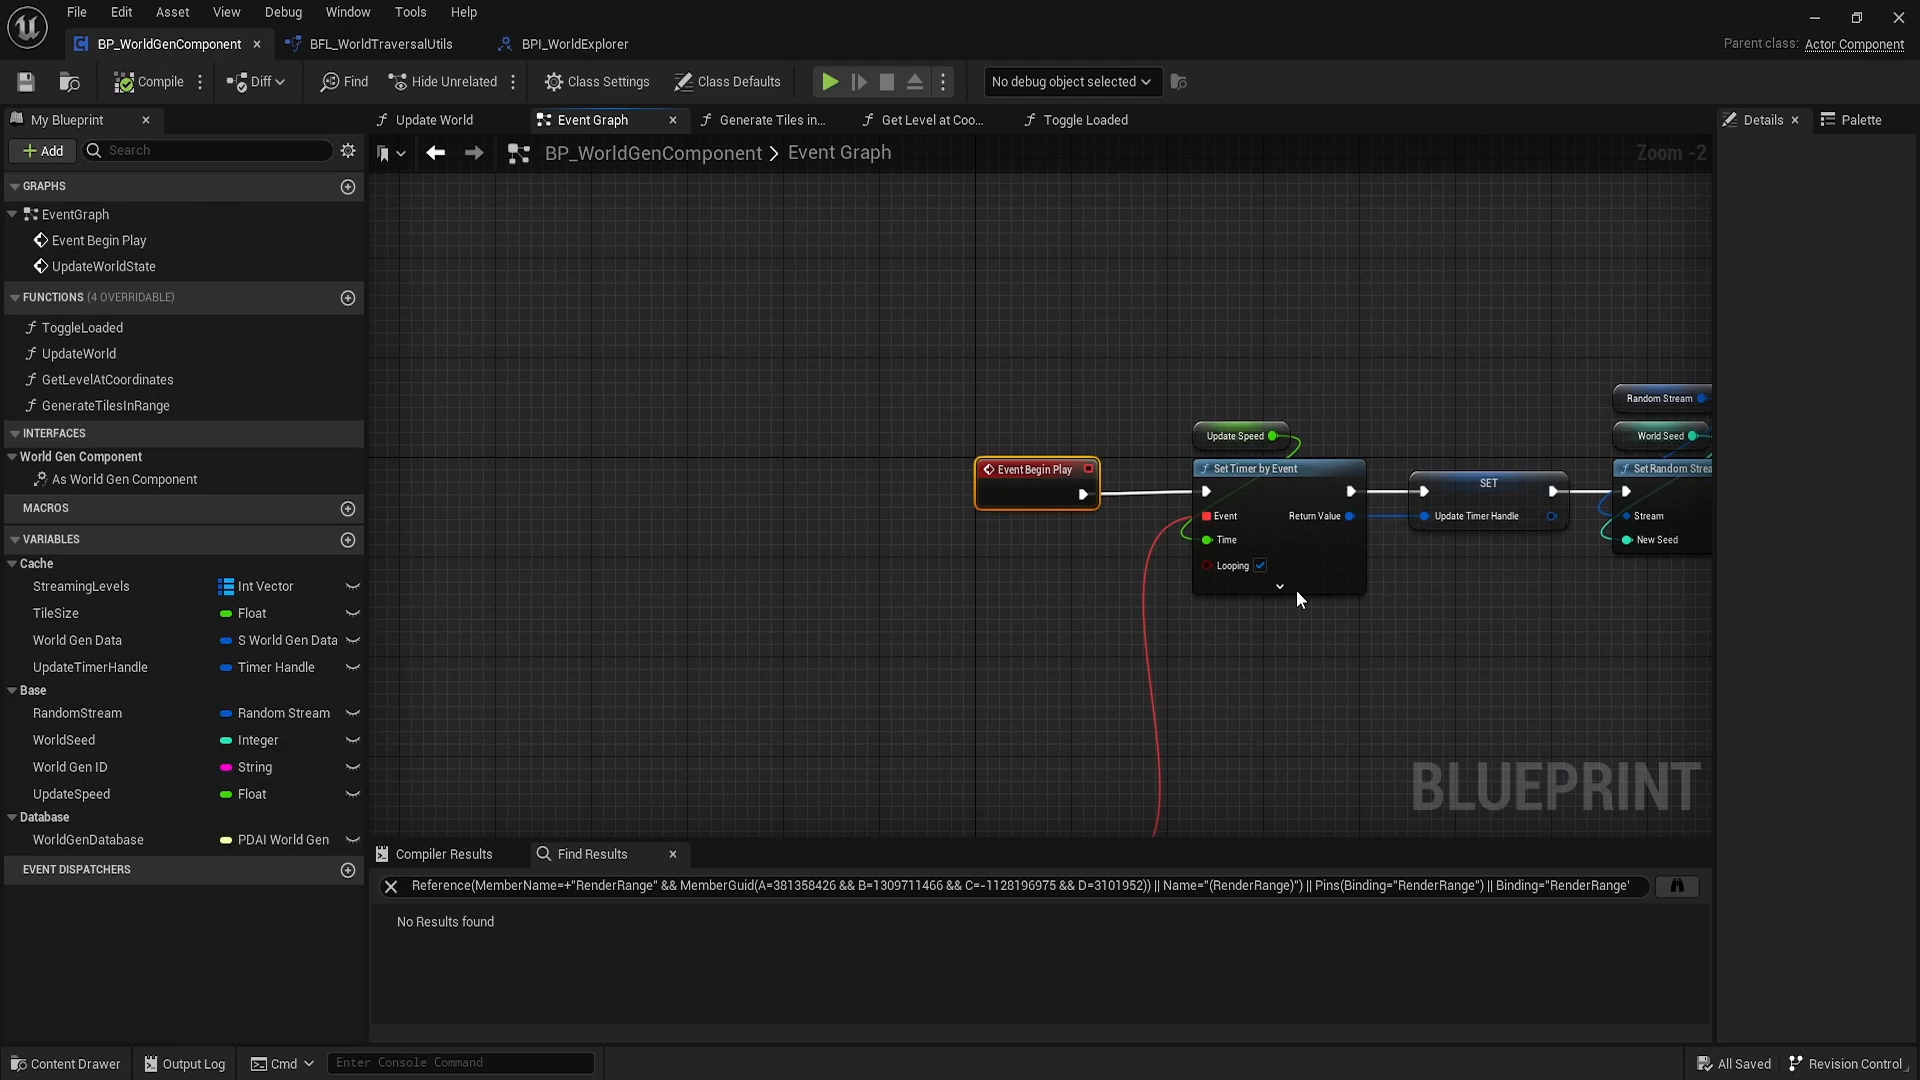 File Edit Asset View Debug Window Tools Help
BP_WorldGenComponent BFL_WorldTraversalUtils BPI_WorldExplorer
Parent class: Actor Component
Compile Diff Find Hide Unrelated Class Settings Class Defaults No debug object selected
My Blueprint
Update World Event Graph Generate Tiles in... Get Level at Coo... Toggle Loaded
Details Palette
Add Search
BP_WorldGenComponent > Event Graph
Zoom -2
GRAPHS
EventGraph
Event Begin Play
UpdateWorldState
FUNCTIONS (4 OVERRIDABLE)
ToggleLoaded
UpdateWorld
GetLevelAtCoordinates
GenerateTilesInRange
INTERFACES
World Gen Component
As World Gen Component
MACROS
VARIABLES
Cache
StreamingLevels Int Vector
TileSize Float
World Gen Data S World Gen Data
UpdateTimerHandle Timer Handle
Base
RandomStream Random Stream
WorldSeed Integer
World Gen ID String
UpdateSpeed Float
Database
WorldGenDatabase PDAI World Gen
EVENT DISPATCHERS
Event Begin Play
Update Speed
Set Timer by Event
Event Return Value
Time
Looping
SET
Update Timer Handle
Random Stream
World Seed
Set Random Strea
Stream
New Seed
BLUEPRINT
Compiler Results Find Results
Reference(MemberName=+"RenderRange" && MemberGuid(A=381358426 && B=1309711466 && C=-1128196975 && D=3101952)) || Name="(RenderRange)") || Pins(Binding="RenderRange") || Binding="RenderRange'
No Results found
Content Drawer Output Log Cmd Enter Console Command All Saved Revision Control